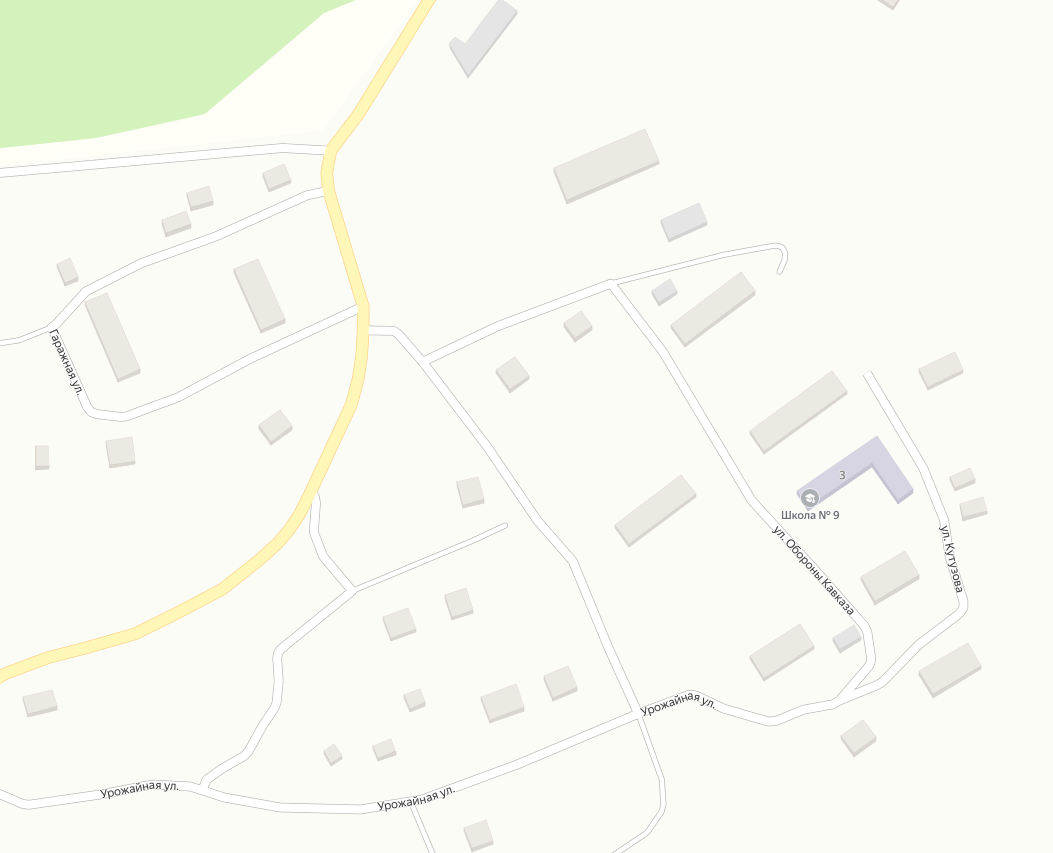 Гаражная ул.
3
Школа № 9
ул. Обороны Кавказа
ул. Кутузова
Урожайная ул.
Урожайная ул.
Урожайная ул.